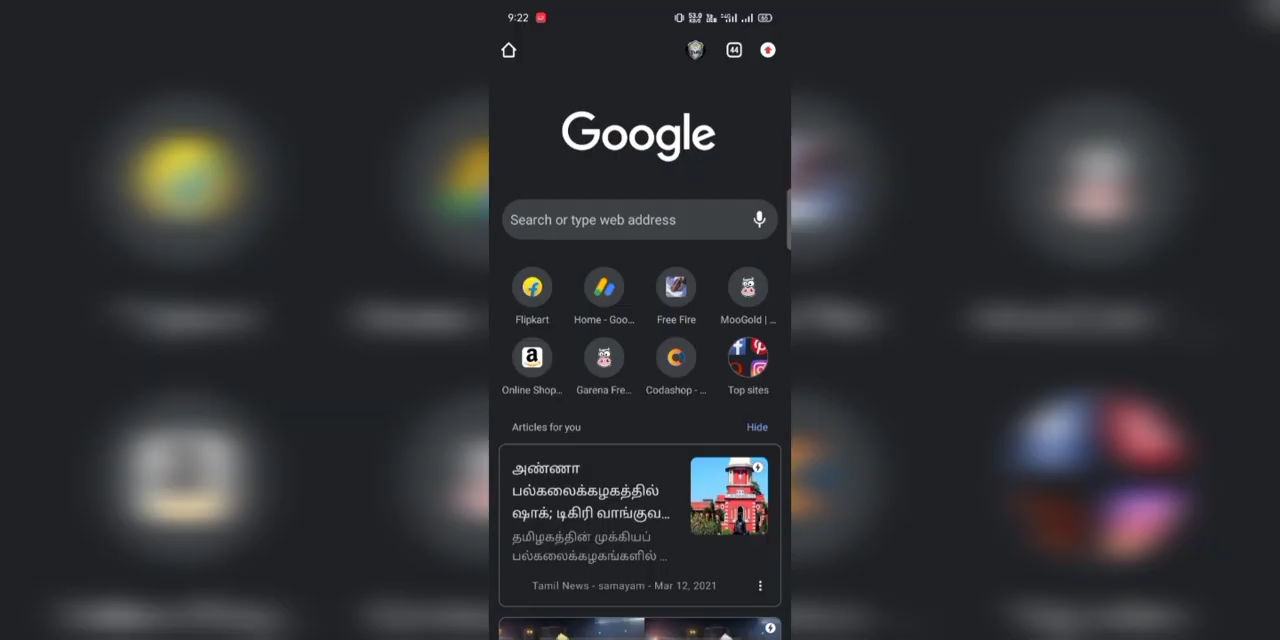 9:22
44
Google
Search or type web address
Flipkart
Home - Goo...
Free Fire
MooGold | ...
Online Shop...
Garena Fre...
Codashop - ...
Top sites
Articles for you
Hide
அண்ணா
பல்கலைக்கழகத்தில்
ஷாக்; டிகிரி வாங்குவ...
தமிழகத்தின் முக்கியப்
பல்கலைக்கழகங்களில் ...
Tamil News - samayam - Mar 12, 2021